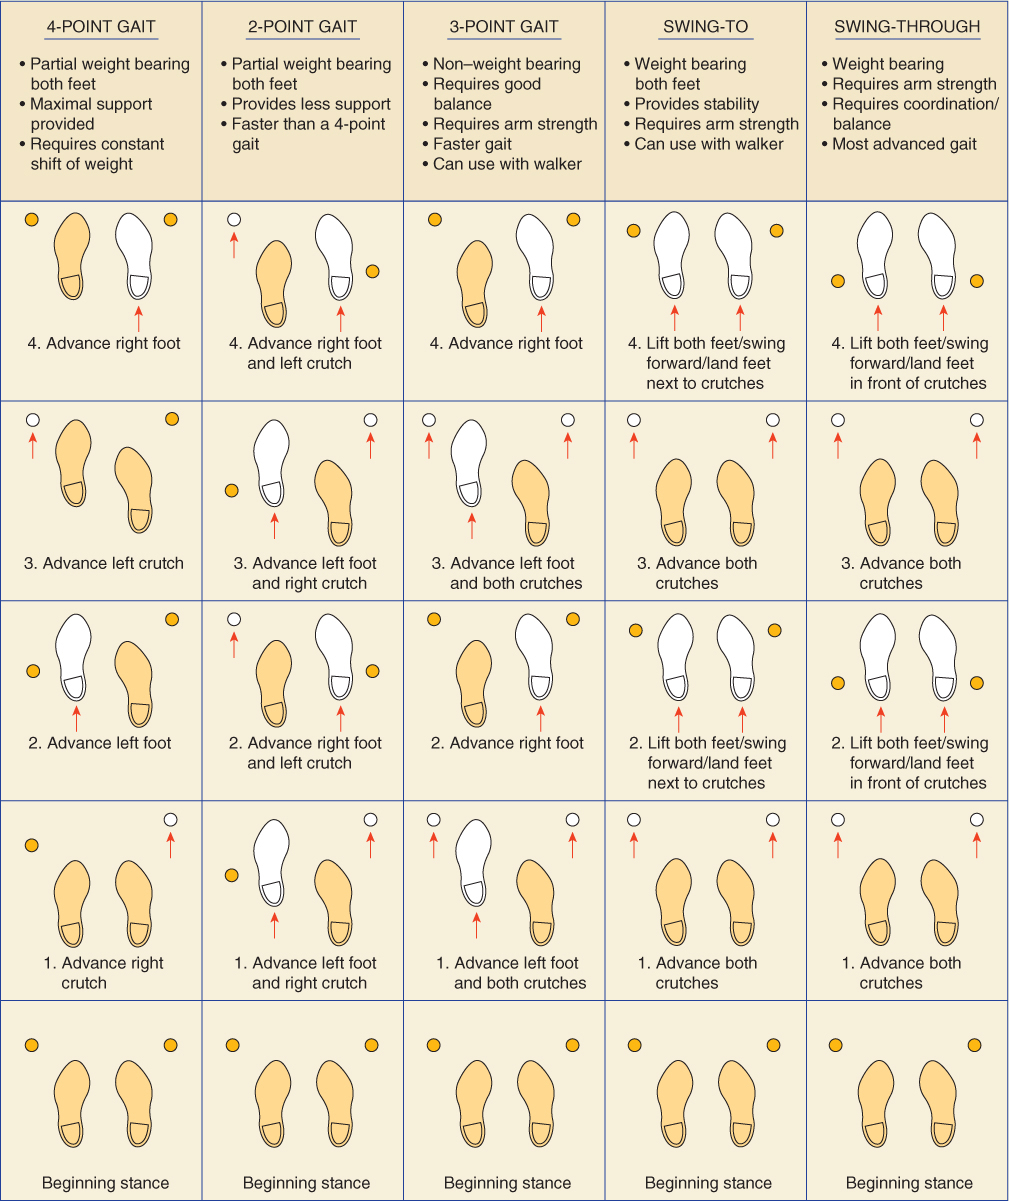 4-POINT GAIT
• Partial weight bearing
both feet
• Maximal support
provided
• Requires constant
shift of weight
2-POINT GAIT
• Partial weight bearing
both feet
• Provides less support
• Faster than a 4-point
gait
3-POINT GAIT
• Non–weight bearing
• Requires good
balance
• Requires arm strength
• Faster gait
• Can use with walker
SWING-TO
• Weight bearing
both feet
• Provides stability
• Requires arm strength
• Can use with walker
SWING-THROUGH
• Weight bearing
• Requires arm strength
• Requires coordination/
balance
• Most advanced gait
4. Advance right foot
4. Advance right foot
and left crutch
4. Advance right foot
4. Lift both feet/swing
forward/land feet
next to crutches
4. Lift both feet/swing
forward/land feet
in front of crutches
3. Advance left crutch
3. Advance left foot
and right crutch
3. Advance left foot
and both crutches
3. Advance both
crutches
3. Advance both
crutches
2. Advance left foot
2. Advance right foot
and left crutch
2. Advance right foot
2. Lift both feet/swing
forward/land feet
next to crutches
2. Lift both feet/swing
forward/land feet
in front of crutches
1. Advance right
crutch
1. Advance left foot
and right crutch
1. Advance left foot
and both crutches
1. Advance both
crutches
1. Advance both
crutches
Beginning stance
Beginning stance
Beginning stance
Beginning stance
Beginning stance